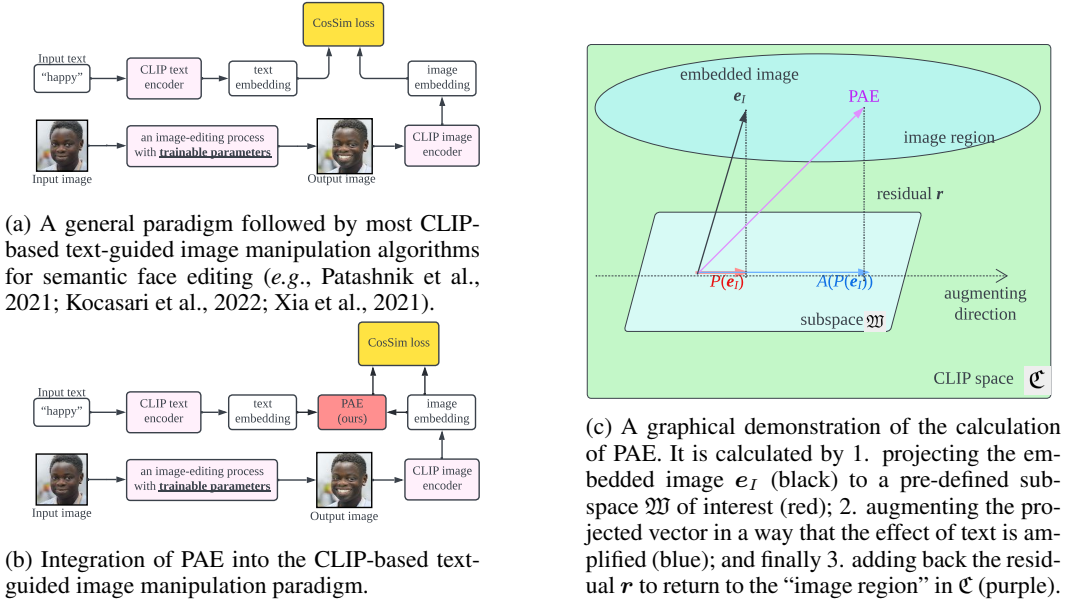 CosSim loss
Input text
“happy”
CLIP text
encoder
text
embedding
image
embedding
an image-editing process
with trainable parameters
CLIP image
encoder
Input image
Output image
(a) A general paradigm followed by most CLIP-
based text-guided image manipulation algorithms
for semantic face editing (e.g., Patashnik et al.,
2021; Kocasari et al., 2022; Xia et al., 2021).
CosSim loss
Input text
“happy”
CLIP text
encoder
text
embedding
PAE
(ours)
image
embedding
an image-editing process
with trainable parameters
CLIP image
encoder
Input image
Output image
(b) Integration of PAE into the CLIP-based text-
guided image manipulation paradigm.
embedded image
e_I
PAE
image region
residual r
P(e_I)
A(P(e_I))
augmenting
direction
subspace 𝔚
CLIP space ℭ
(c) A graphical demonstration of the calculation
of PAE. It is calculated by 1. projecting the em-
bedded image e_I (black) to a pre-defined sub-
space 𝔚 of interest (red); 2. augmenting the pro-
jected vector in a way that the effect of text is am-
plified (blue); and finally 3. adding back the resid-
ual r to return to the “image region” in ℭ (purple).